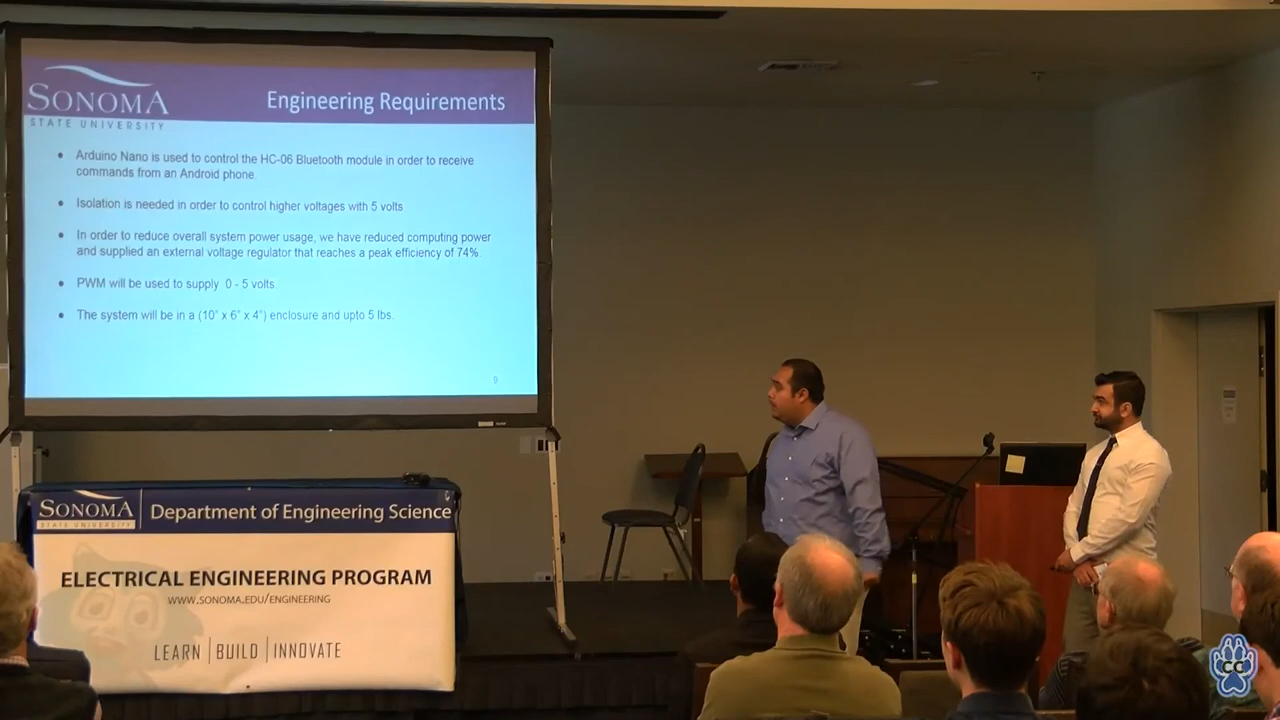 SONOMA
STATE UNIVERSITY
Engineering Requirements
• Arduino Nano is used to control the HC-06 Bluetooth module in order to receive
commands from an Android phone.
• Isolation is needed in order to control higher voltages with 5 volts
• In order to reduce overall system power usage, we have reduced computing power
and supplied an external voltage regulator that reaches a peak efficiency of 74%.
• PWM will be used to supply 0 - 5 volts.
• The system will be in a (10" x 6" x 4") enclosure and upto 5 lbs.
9
SONOMA
STATE UNIVERSITY
Department of Engineering Science
ELECTRICAL ENGINEERING PROGRAM
WWW.SONOMA.EDU/ENGINEERING
LEARN | BUILD | INNOVATE
CC